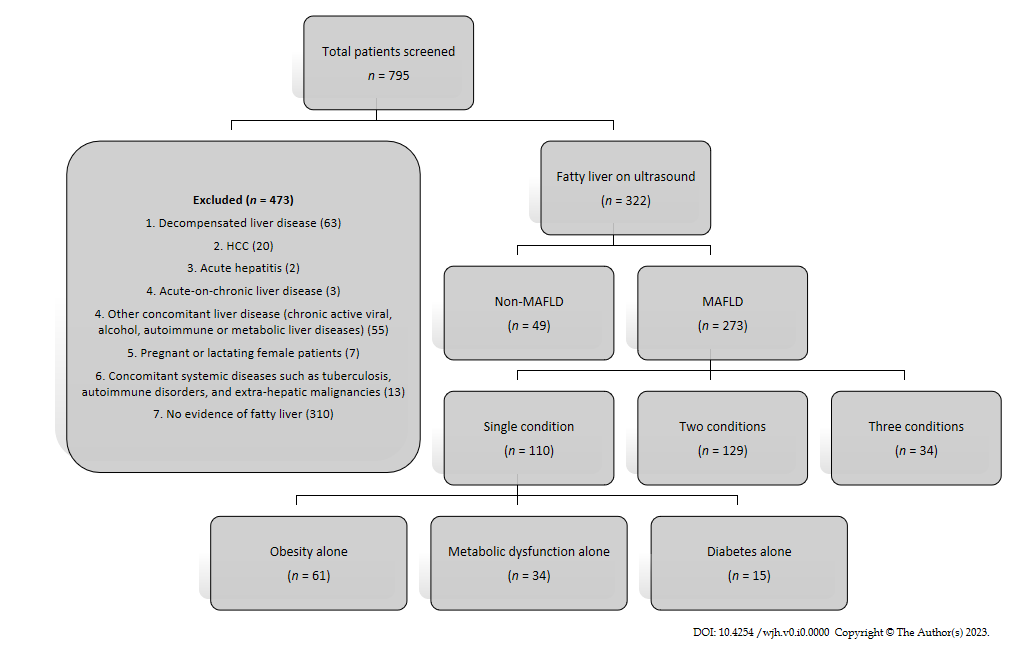 Total patients screened
n = 795
Excluded (n = 473)
1. Decompensated liver disease (63)
2. HCC (20)
3. Acute hepatitis (2)
4. Acute-on-chronic liver disease (3)
4. Other concomitant liver disease (chronic active viral,
alcohol, autoimmune or metabolic liver diseases) (55)
5. Pregnant or lactating female patients (7)
6. Concomitant systemic diseases such as tuberculosis,
autoimmune disorders, and extra-hepatic malignancies (13)
7. No evidence of fatty liver (310)
Fatty liver on ultrasound
(n = 322)
Non-MAFLD
(n = 49)
MAFLD
(n = 273)
Single condition
(n = 110)
Two conditions
(n = 129)
Three conditions
(n = 34)
Obesity alone
(n = 61)
Metabolic dysfunction alone
(n = 34)
Diabetes alone
(n = 15)
DOI: 10.4254 /wjh.v0.i0.0000 Copyright © The Author(s) 2023.